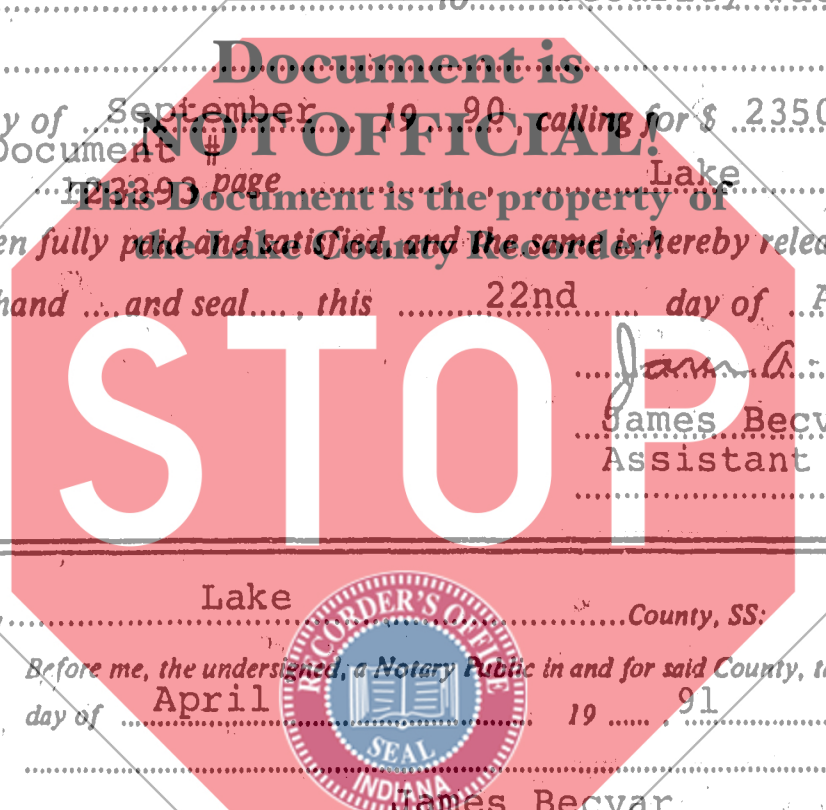 Document is
y of September 19 90, calling for $ 2350
NOT OFFICIAL!
Document #
123393 page Lake
This Document is the property of
en fully paid and satisfied, and the same is hereby relea
the Lake County Recorder!
hand and seal, this 22nd day of A
STOP
James Becv
Assistant
Lake County, SS:
RECORDER'S OFFICE
Before me, the undersigned, a Notary Public in and for said County, t
day of April 19 91
SEAL
INDIANA
James Becvar